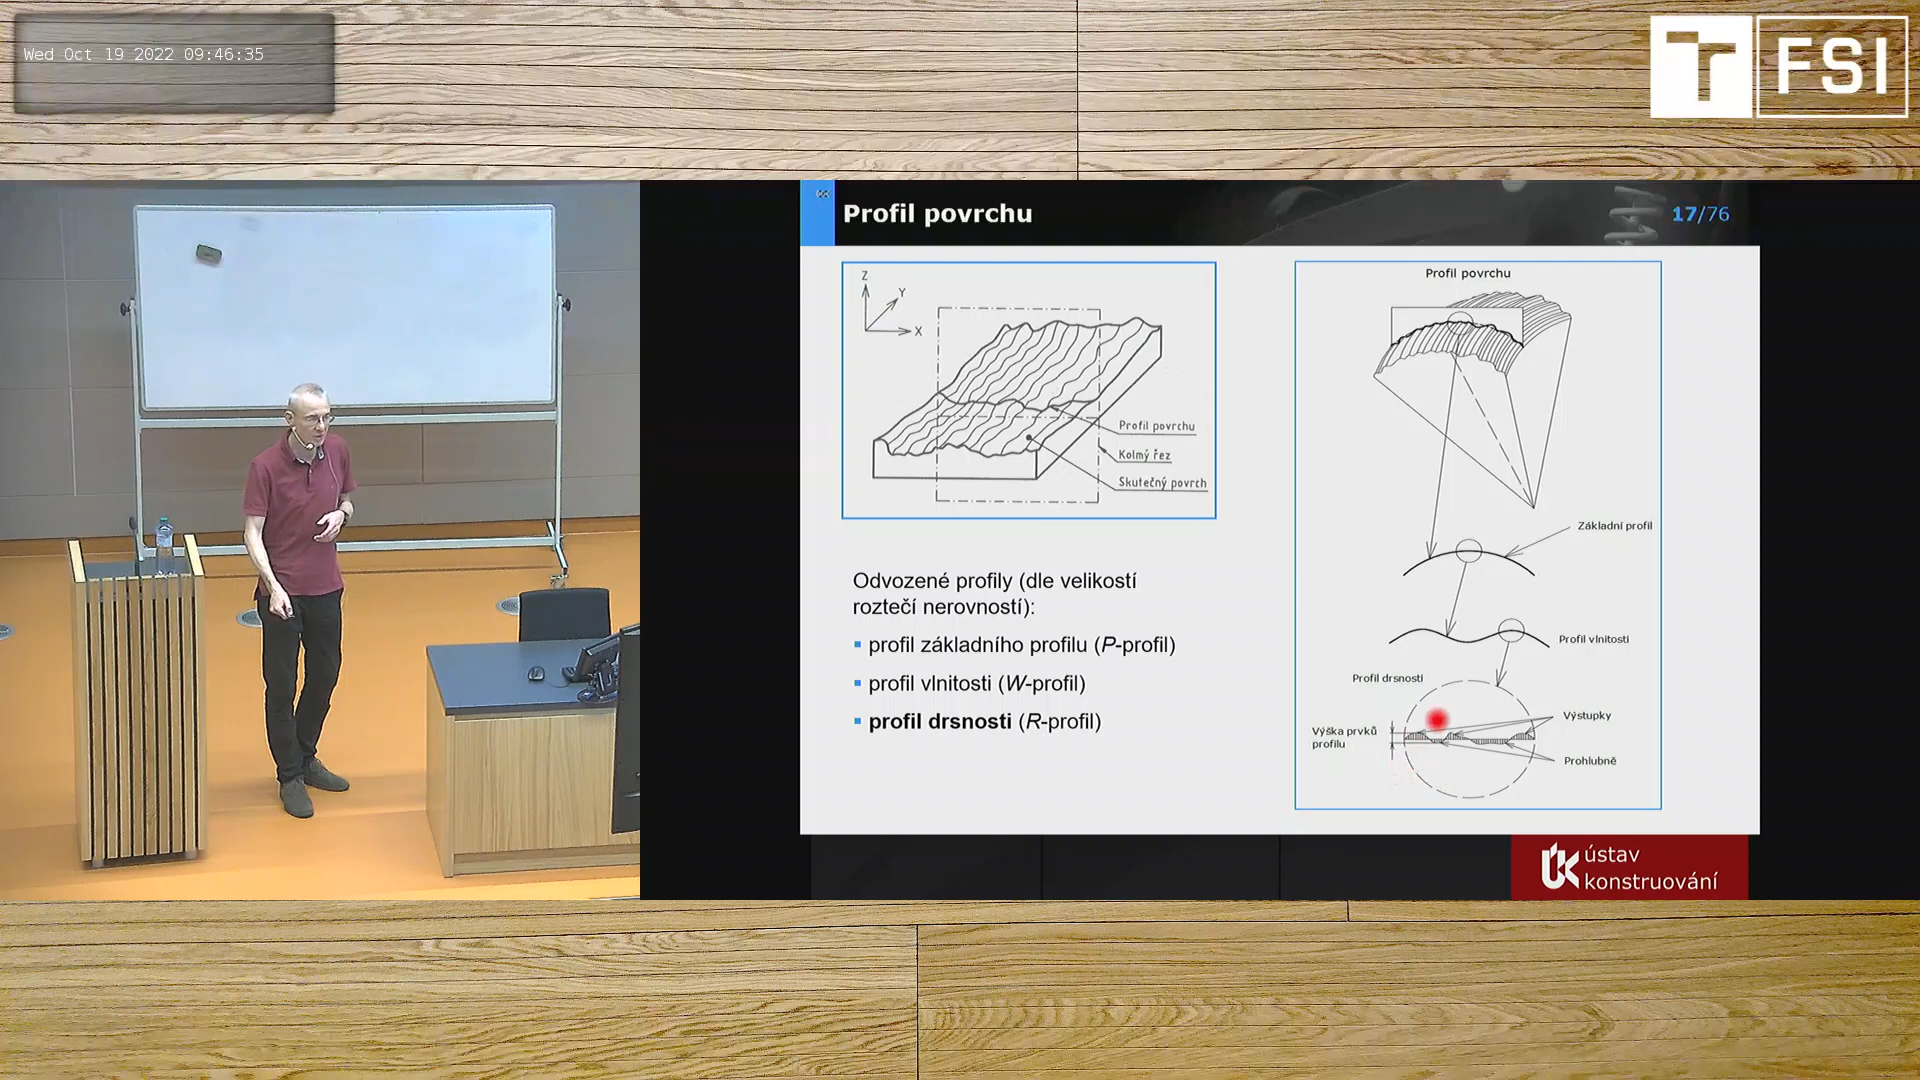 Wed Oct 19 2022 09:46:35
T FSI
Profil povrchu
17/76
Z
Y
X
Profil povrchu
Kolmý řez
Skutečný povrch
Odvozené profily (dle velikostí
roztečí nerovností):
profil základního profilu (P-profil)
profil vlnitosti (W-profil)
profil drsnosti (R-profil)
Profil povrchu
Základní profil
Profil vlnitosti
Profil drsnosti
Výstupky
Výška prvků
profilu
Prohlubně
ÚK ústav
konstruování